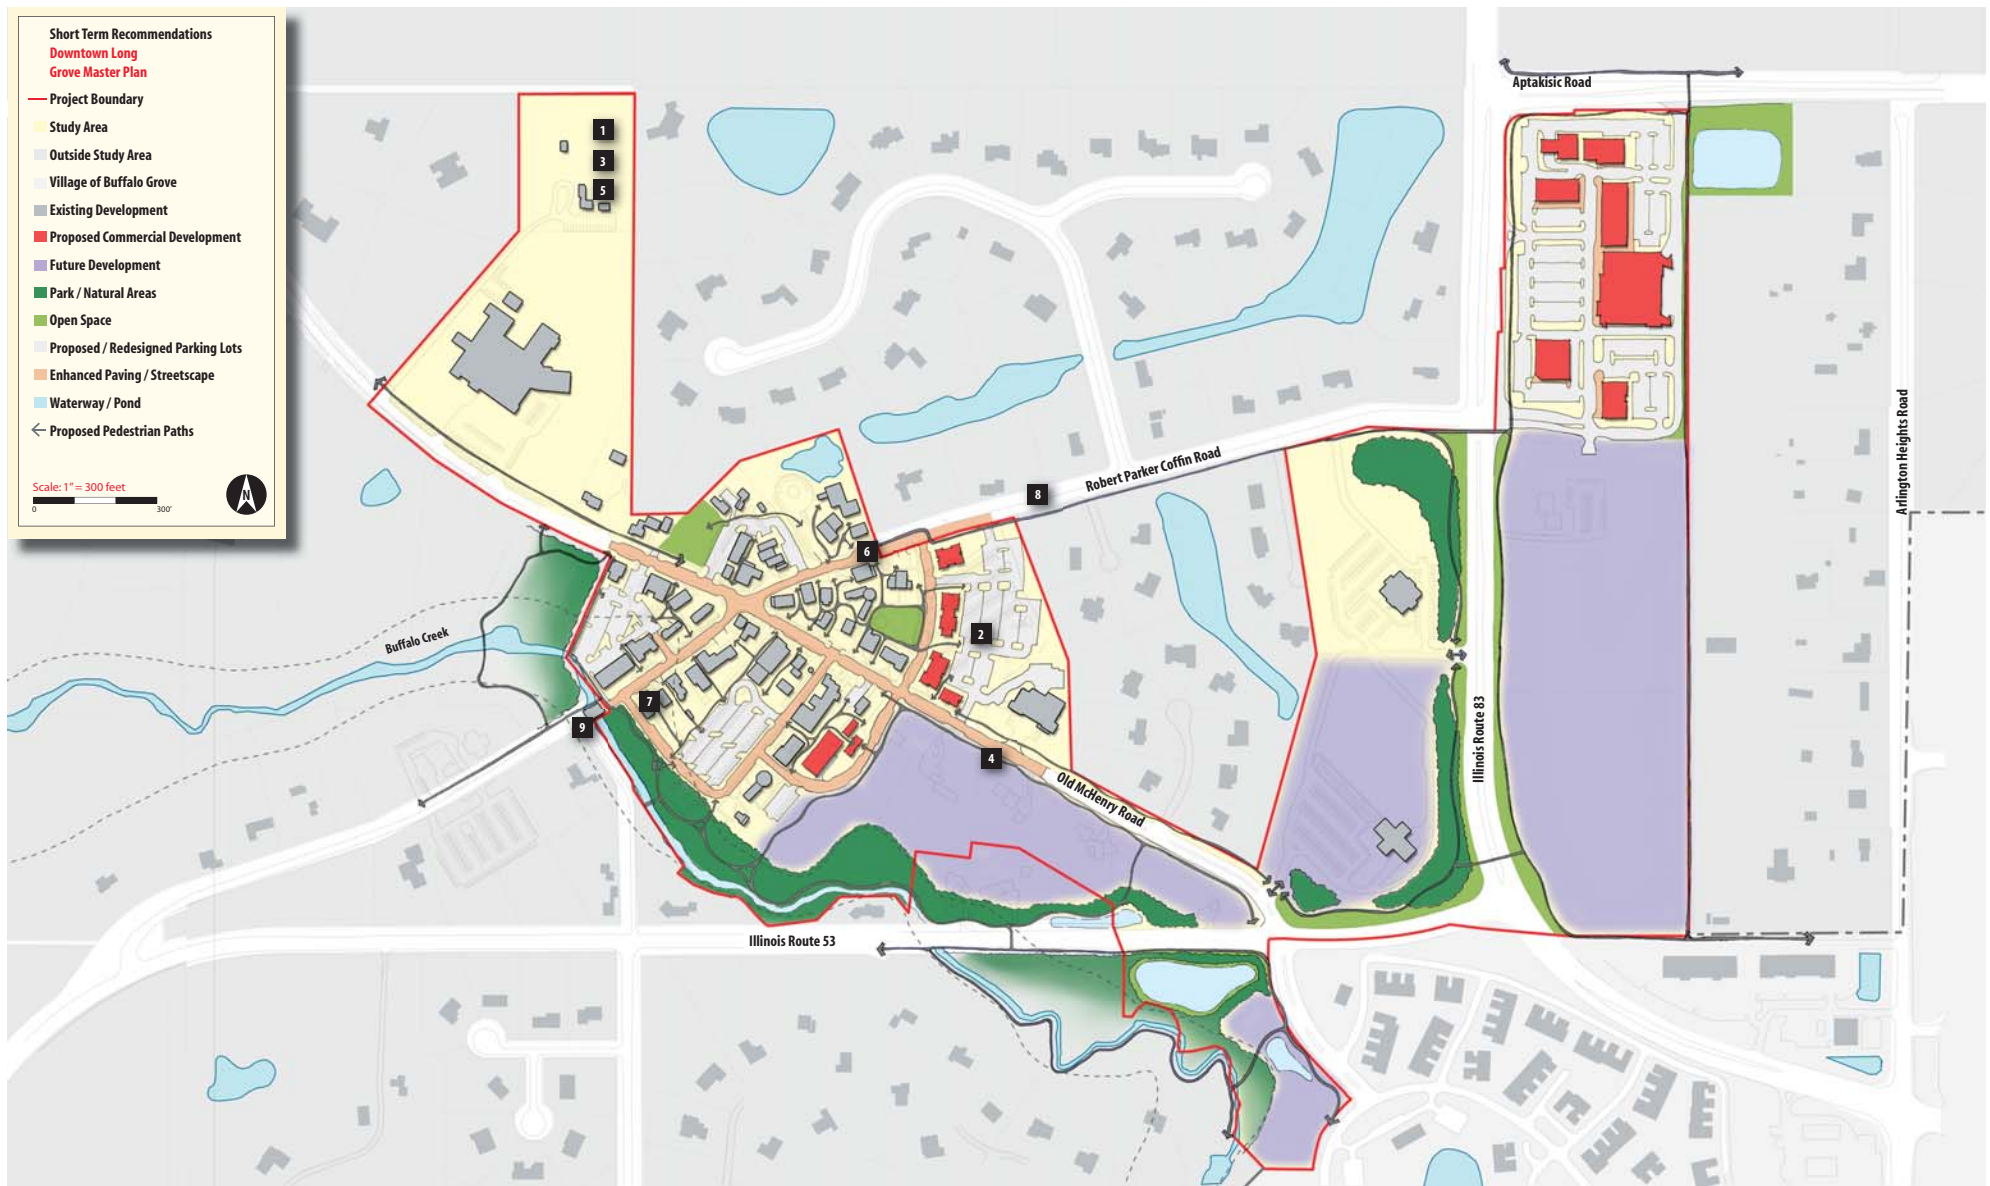 Short Term Recommendations
Downtown Long
Grove Master Plan
Project Boundary
Study Area
Outside Study Area
Village of Buffalo Grove
Existing Development
Proposed Commercial Development
Future Development
Park / Natural Areas
Open Space
Proposed / Redesigned Parking Lots
Enhanced Paving / Streetscape
Waterway / Pond
Proposed Pedestrian Paths
Scale: 1" = 300 feet
0 300'
N
Aptakisic Road
1
3
5
Arlington Heights Road
Robert Parker Coffin Road
8
6
2
Buffalo Creek
7
9
4
Illinois Route 83
Old McHenry Road
Illinois Route 53